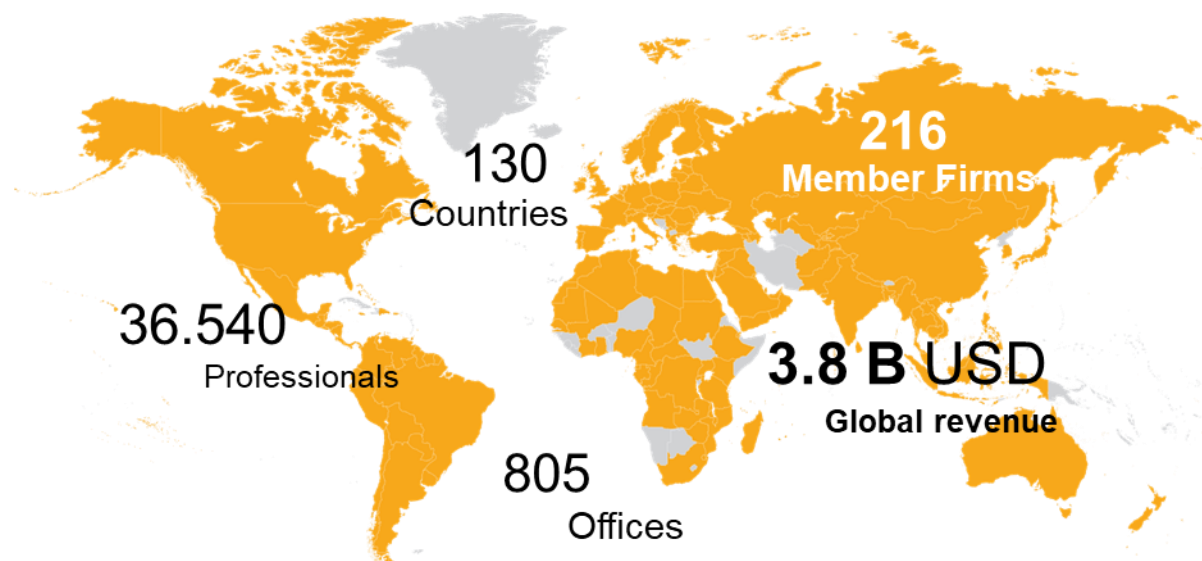 216
Member Firms
130
Countries
36.540
Professionals
3.8 B USD
Global revenue
805
Offices